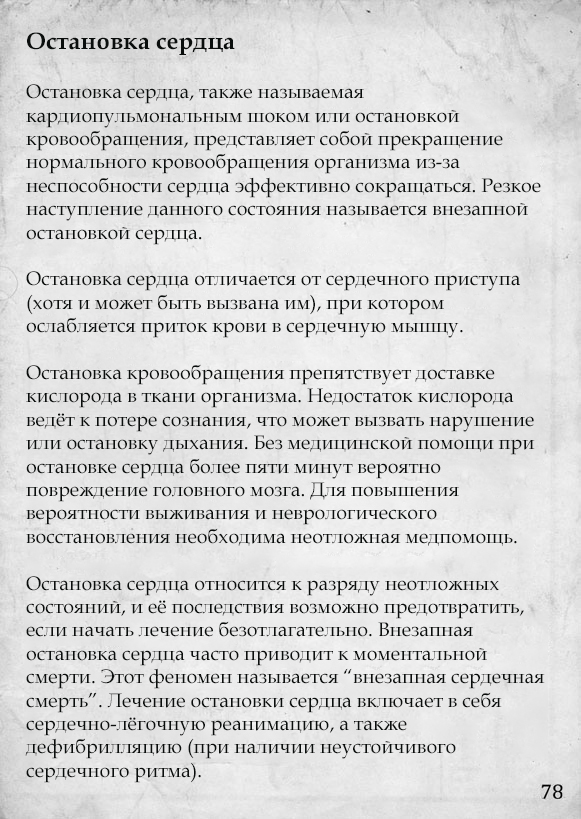 Остановка сердца
Остановка сердца, также называемая
кардиопульмональным шоком или остановкой
кровообращения, представляет собой прекращение
нормального кровообращения организма из-за
неспособности сердца эффективно сокращаться. Резкое
наступление данного состояния называется внезапной
остановкой сердца.
Остановка сердца отличается от сердечного приступа
(хотя и может быть вызвана им), при котором
ослабляется приток крови в сердечную мышцу.
Остановка кровообращения препятствует доставке
кислорода в ткани организма. Недостаток кислорода
ведёт к потере сознания, что может вызвать нарушение
или остановку дыхания. Без медицинской помощи при
остановке сердца более пяти минут вероятно
повреждение головного мозга. Для повышения
вероятности выживания и неврологического
восстановления необходима неотложная медпомощь.
Остановка сердца относится к разряду неотложных
состояний, и её последствия возможно предотвратить,
если начать лечение безотлагательно. Внезапная
остановка сердца часто приводит к моментальной
смерти. Этот феномен называется “внезапная сердечная
смерть”. Лечение остановки сердца включает в себя
сердечно-лёгочную реанимацию, а также
дефибрилляцию (при наличии неустойчивого
сердечного ритма).
78